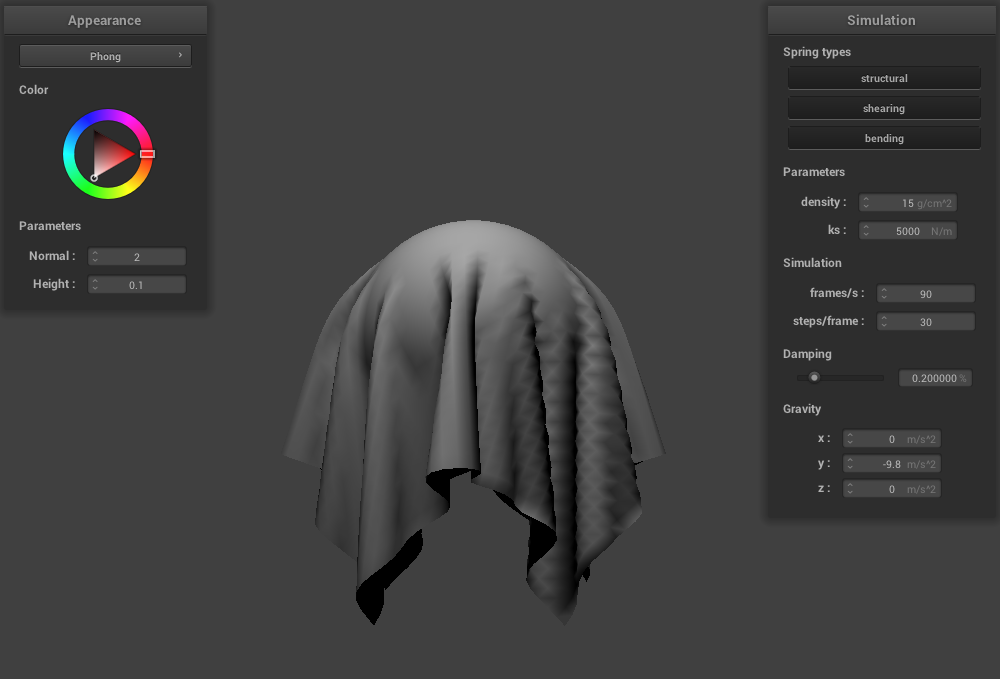 Appearance
Phong
Color
Parameters
Normal : 2
Height : 0.1
Simulation
Spring types
structural
shearing
bending
Parameters
density : 15 g/cm^2
ks : 5000 N/m
Simulation
frames/s : 90
steps/frame : 30
Damping
0.200000 %
Gravity
x : 0 m/s^2
y : -9.8 m/s^2
z : 0 m/s^2